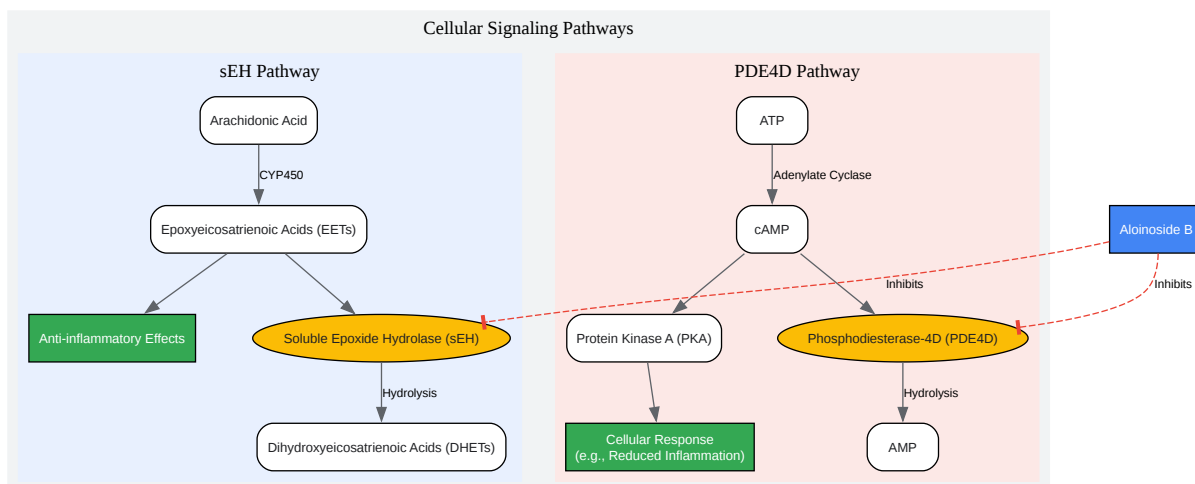 Cellular Signaling Pathways
sEH Pathway
PDE4D Pathway
Arachidonic Acid
ATP
CYP450
Adenylate Cyclase
Epoxyeicosatrienoic Acids (EETs)
cAMP
Aloinoside B
Inhibits
Inhibits
Anti-inflammatory Effects
Soluble Epoxide Hydrolase (sEH)
Protein Kinase A (PKA)
Phosphodiesterase-4D (PDE4D)
Hydrolysis
Hydrolysis
Dihydroxyeicosatrienoic Acids (DHETs)
Cellular Response
(e.g., Reduced Inflammation)
AMP